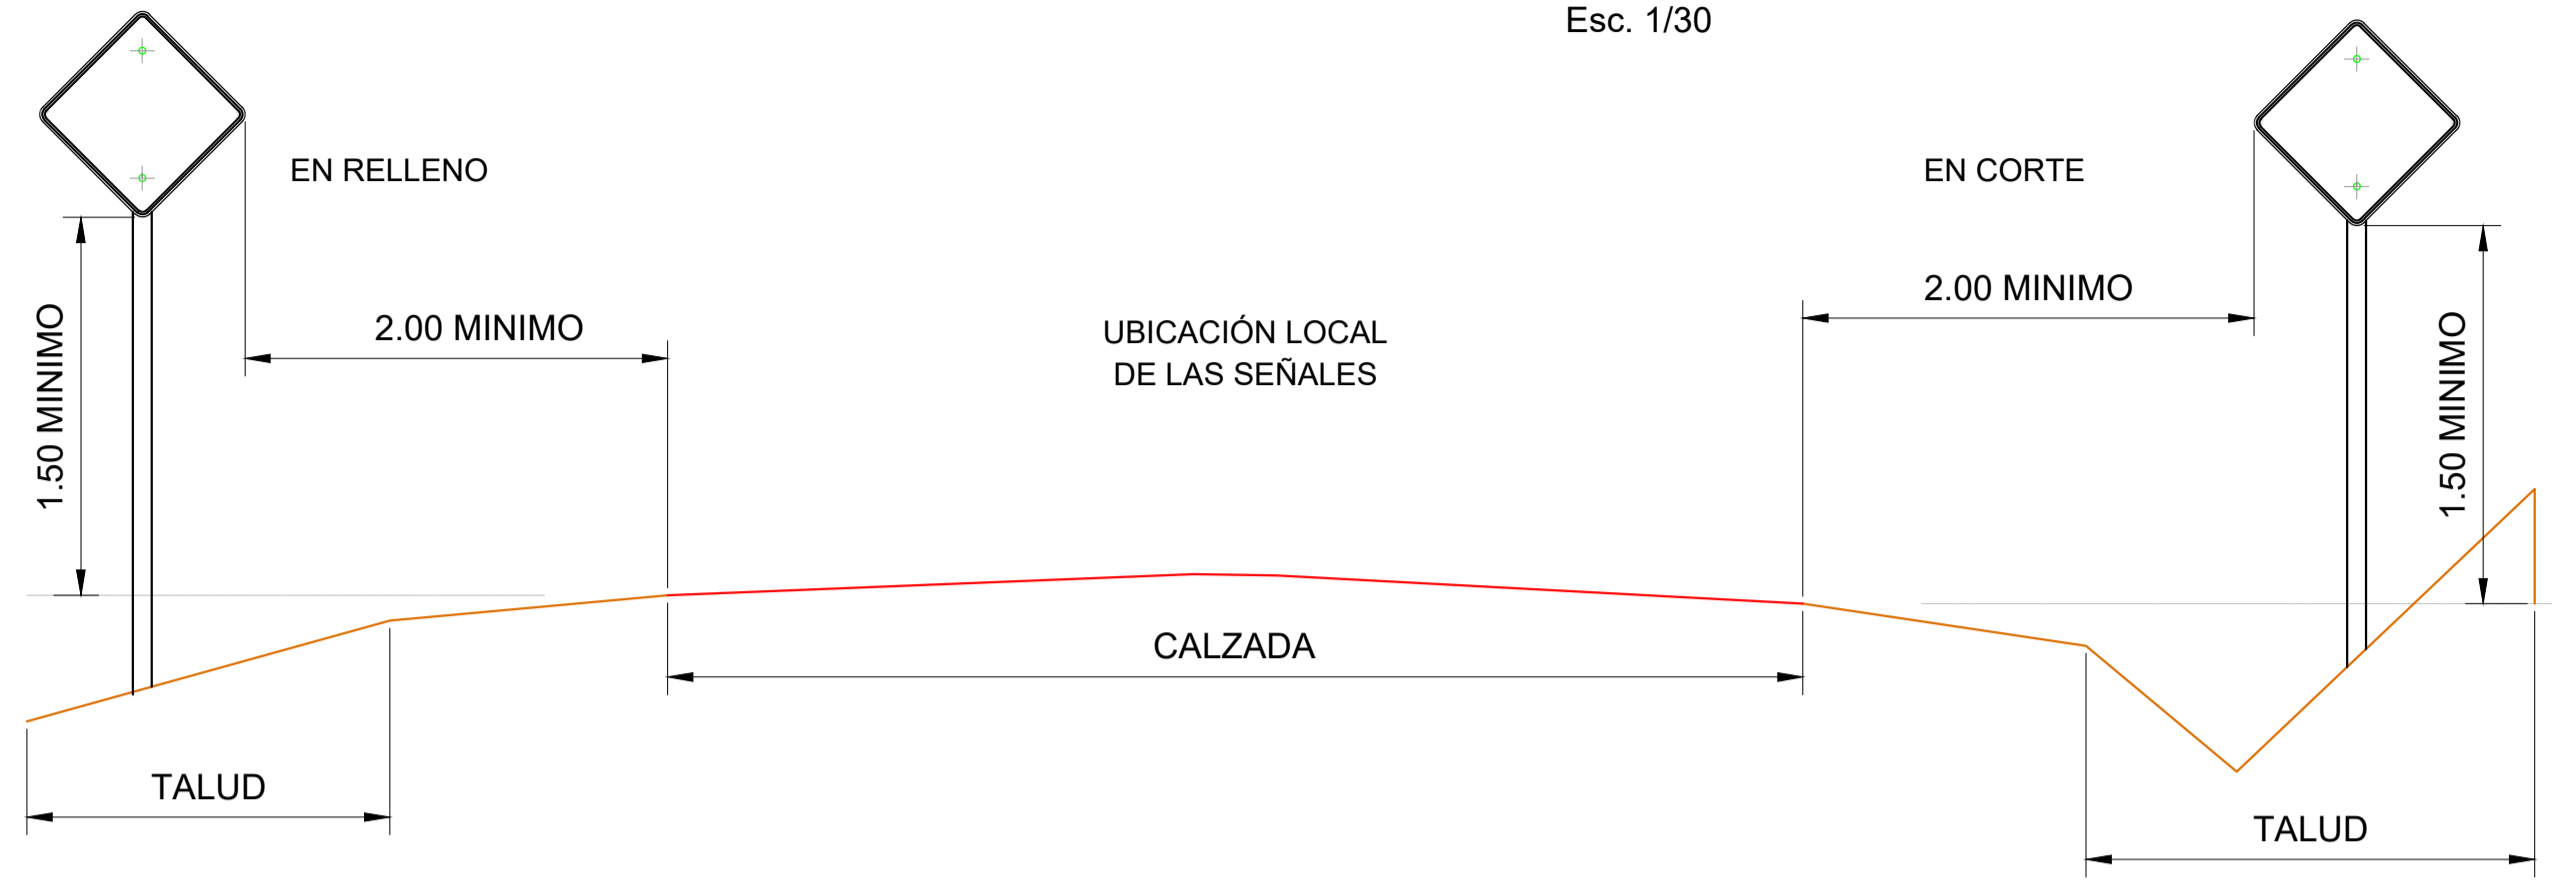 Esc. 1/30
EN RELLENO
EN CORTE
2.00 MINIMO
2.00 MINIMO
1.50 MINIMO
UBICACIÓN LOCAL
DE LAS SEÑALES
1.50 MINIMO
CALZADA
TALUD
TALUD